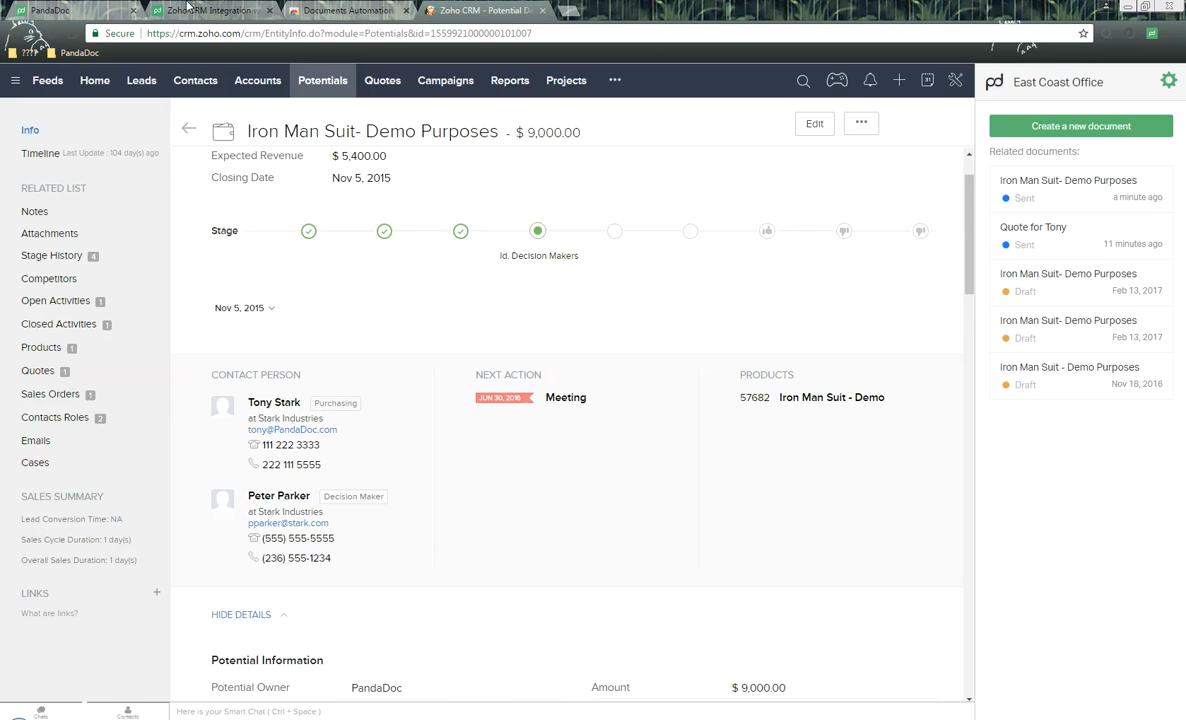 PandaDoc
Zoho CRM Integration
Documents Automation
Zoho CRM - Potential D
Secure
https://crm.zoho.com/crm/EntityInfo.do?module=Potentials&id=1559921000000101007
????
PandaDoc
Feeds
Home
Leads
Contacts
Accounts
Potentials
Quotes
Campaigns
Reports
Projects
•••
31
pd
East Coast Office
Info
Timeline Last Update : 104 day(s) ago
RELATED LIST
Notes
Attachments
Stage History 4
Competitors
Open Activities 1
Closed Activities 1
Products 1
Quotes 1
Sales Orders 1
Contacts Roles 2
Emails
Cases
SALES SUMMARY
Lead Conversion Time: NA
Sales Cycle Duration: 1 day(s)
Overall Sales Duration: 1 day(s)
LINKS +
What are links?
Chats
Contacts
Iron Man Suit- Demo Purposes - $ 9,000.00
Edit
•••
Expected Revenue $ 5,400.00
Closing Date Nov 5, 2015
Stage
Id. Decision Makers
Nov 5, 2015
CONTACT PERSON
Tony Stark Purchasing
at Stark Industries
tony@PandaDoc.com
111 222 3333
222 111 5555
Peter Parker Decision Maker
at Stark Industries
pparker@stark.com
(555) 555-5555
(236) 555-1234
NEXT ACTION
JUN 30, 2016 Meeting
PRODUCTS
57682 Iron Man Suit - Demo
HIDE DETAILS
Potential Information
Potential Owner PandaDoc Amount $ 9,000.00
Here is your Smart Chat ( Ctrl + Space )
Create a new document
Related documents:
Iron Man Suit- Demo Purposes
Sent a minute ago
Quote for Tony
Sent 11 minutes ago
Iron Man Suit- Demo Purposes
Draft Feb 13, 2017
Iron Man Suit- Demo Purposes
Draft Feb 13, 2017
Iron Man Suit - Demo Purposes
Draft Nov 18, 2016